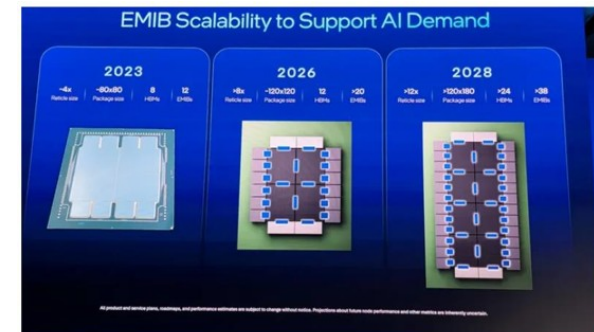 EMIB Scalability to Support AI Demand
2023
~4x ~80x80 8 12
Reticle size Package size HBMs EMIBs
2026
>8x ~120x120 12 >20
Reticle size Package size HBMs EMIBs
2028
>12x >120x180 >24 >38
Reticle size Package size HBMs EMIBs
All product and service plans, roadmaps, and performance estimates are subject to change without notice. Projections about future node performance and other metrics are inherently uncertain.